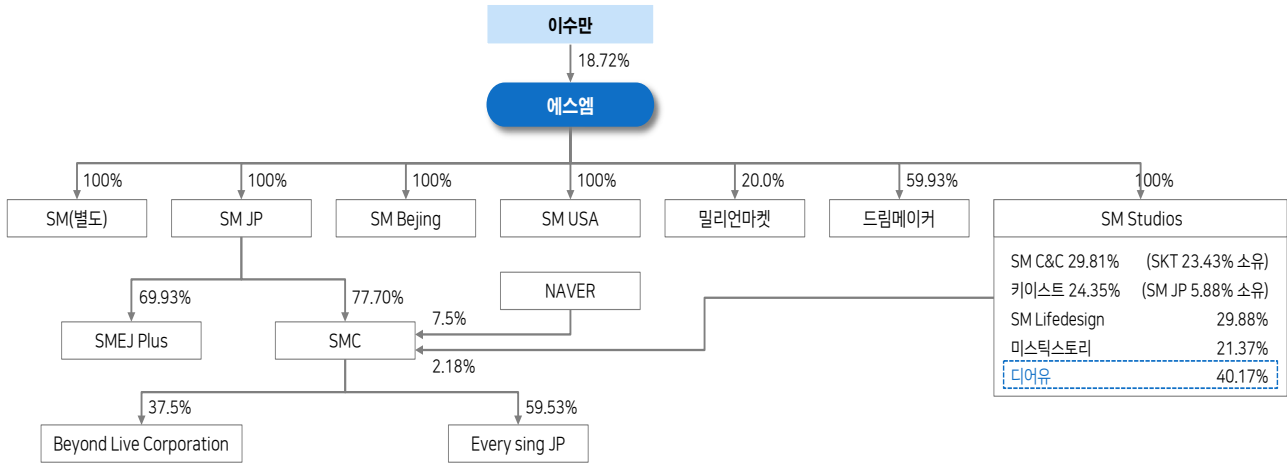 이수만
18.72%
에스엠
100%
100%
100%
100%
20.0%
59.93%
100%
SM(별도)
SM JP
SM Bejing
SM USA
밀리언마켓
드림메이커
SM Studios
SM C&C 29.81% (SKT 23.43% 소유)
키이스트 24.35% (SM JP 5.88% 소유)
SM Lifedesign 29.88%
미스틱스토리 21.37%
디어유 40.17%
69.93%
77.70%
NAVER
7.5%
SMEJ Plus
SMC
2.18%
37.5%
59.53%
Beyond Live Corporation
Every sing JP